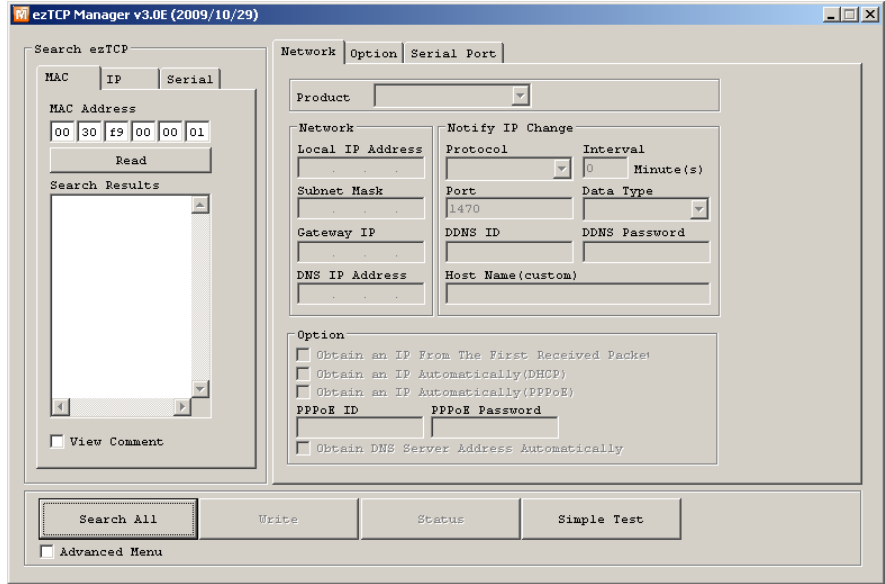 ezTCP Manager v3.0E (2009/10/29)
Search ezTCP
MAC IP Serial
MAC Address
00 30 f9 00 00 01
Read
Search Results
View Comment
Network Option Serial Port
Product
Network
Local IP Address
. . .
Subnet Mask
. . .
Gateway IP
. . .
DNS IP Address
. . .
Notify IP Change
Protocol Interval
0 Minute(s)
Port Data Type
1470
DDNS ID DDNS Password
Host Name(custom)
Option
Obtain an IP From The First Received Packet
Obtain an IP Automatically(DHCP)
Obtain an IP Automatically(PPPoE)
PPPoE ID PPPoE Password
Obtain DNS Server Address Automatically
Search All Write Status Simple Test
Advanced Menu